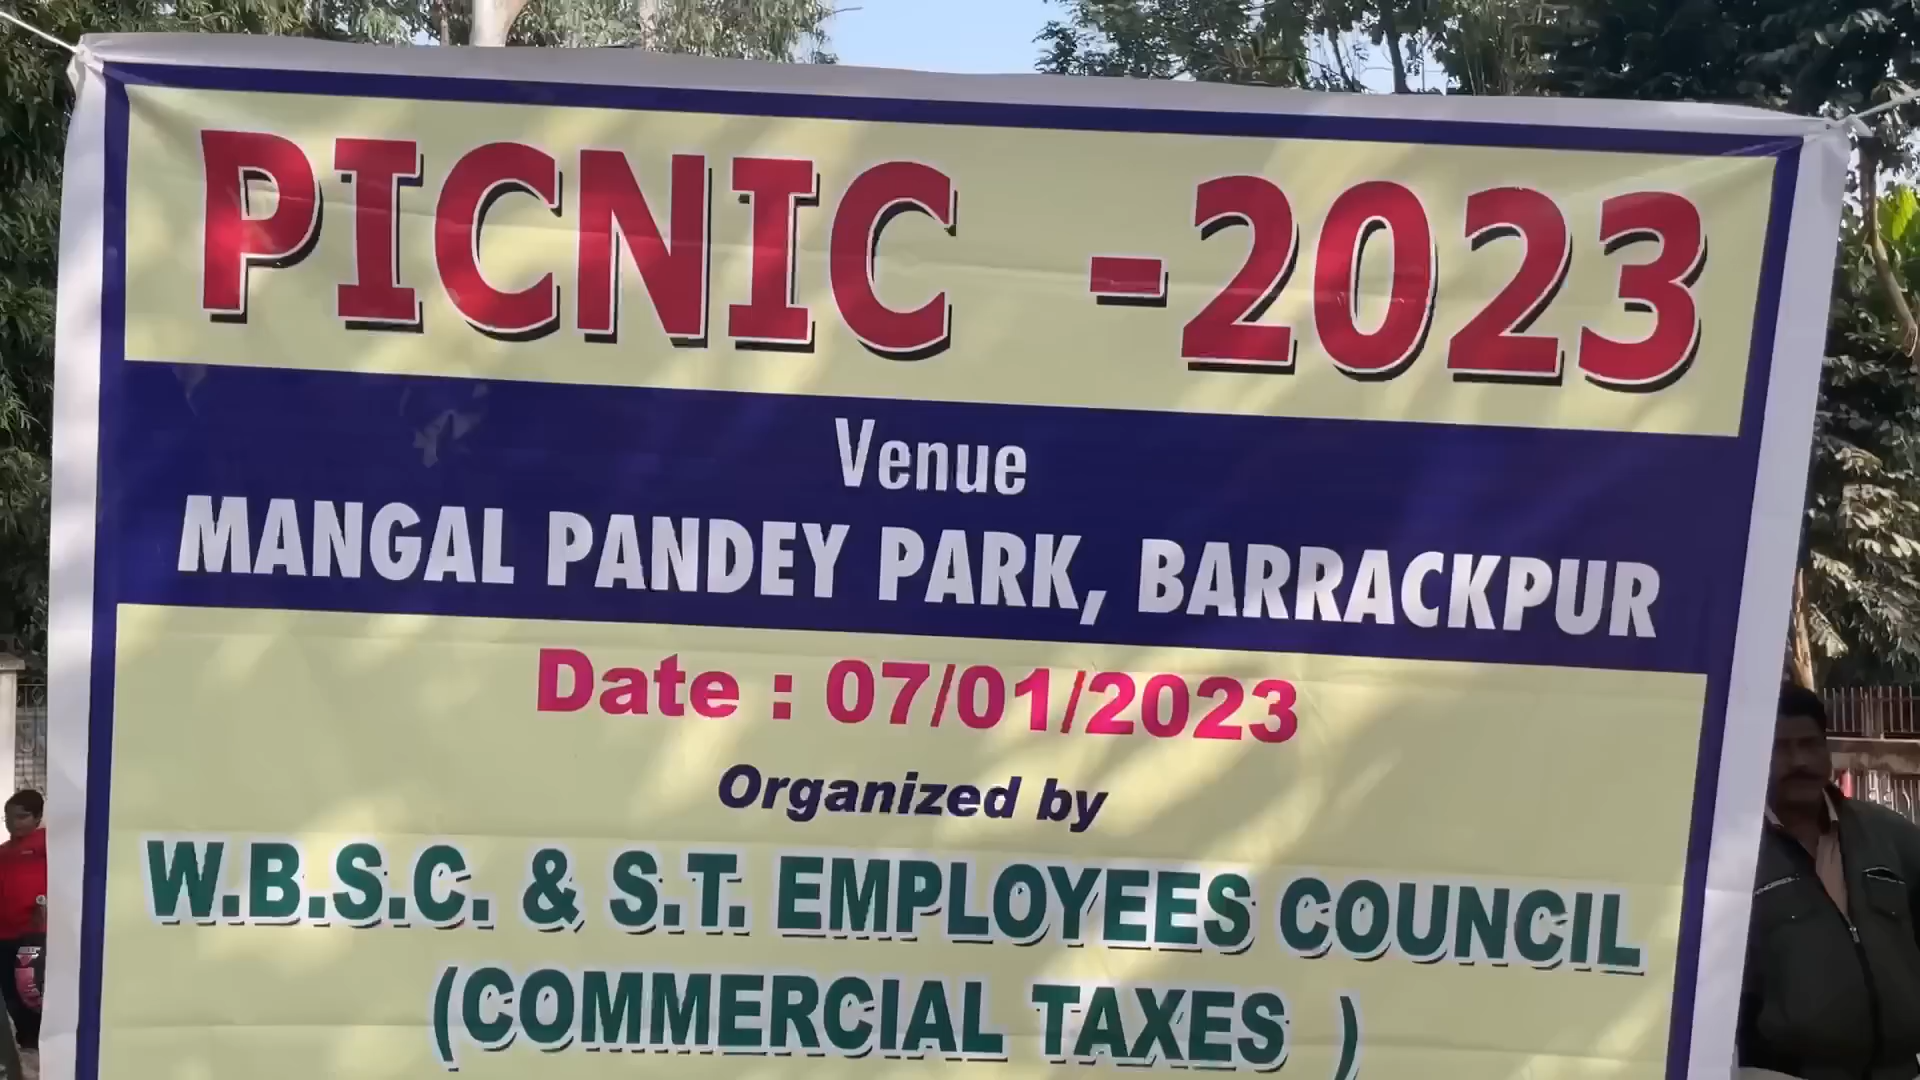 PICNIC -2023
Venue
MANGAL PANDEY PARK, BARRACKPUR
Date : 07/01/2023
Organized by
W.B.S.C. & S.T. EMPLOYEES COUNCIL
(COMMERCIAL TAXES )